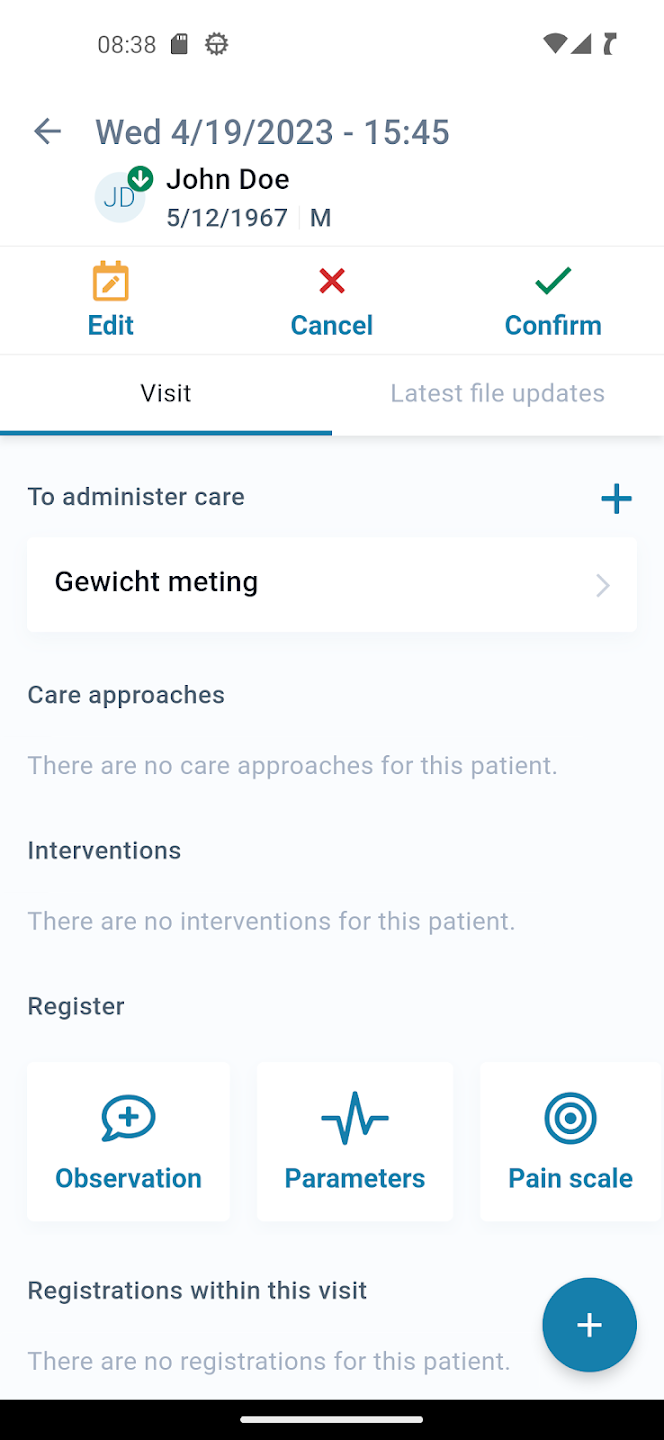 08:38
Wed 4/19/2023 - 15:45
JD
John Doe
5/12/1967 M
Edit
Cancel
Confirm
Visit
Latest file updates
To administer care
Gewicht meting
Care approaches
There are no care approaches for this patient.
Interventions
There are no interventions for this patient.
Register
Observation
Parameters
Pain scale
Registrations within this visit
There are no registrations for this patient.